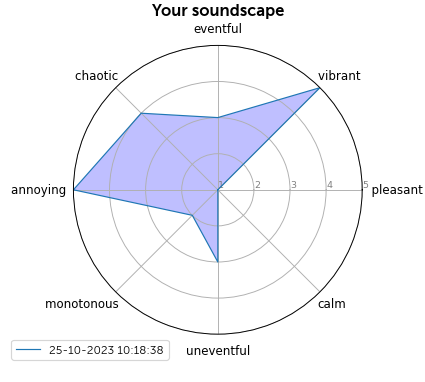 Your soundscape
eventful
chaotic
vibrant
annoying
1 2 3 4 5
pleasant
monotonous
calm
uneventful
25-10-2023 10:18:38